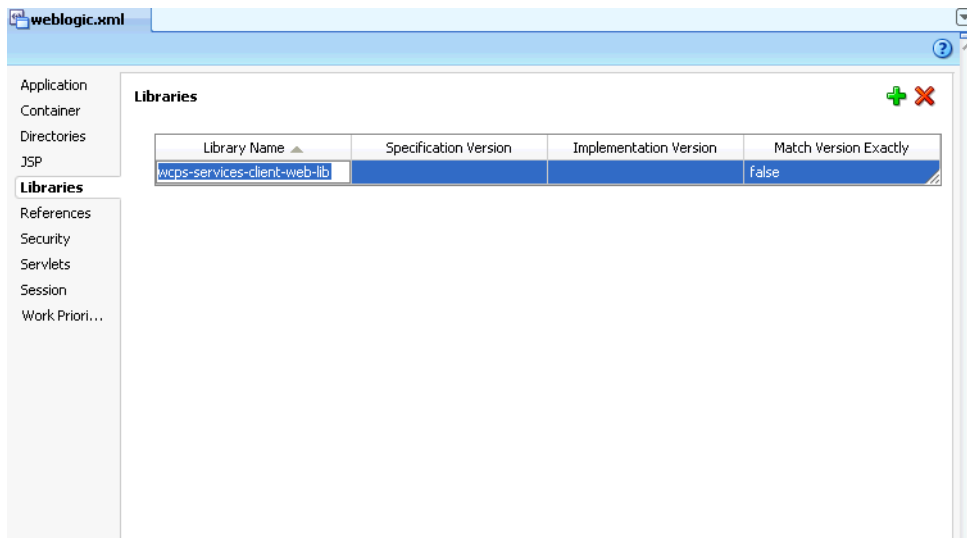 weblogic.xml
Application
Container
Directories
JSP
Libraries
References
Security
Servlets
Session
Work Priori...
Libraries
Library Name Specification Version Implementation Version Match Version Exactly
wcps-services-client-web-lib false